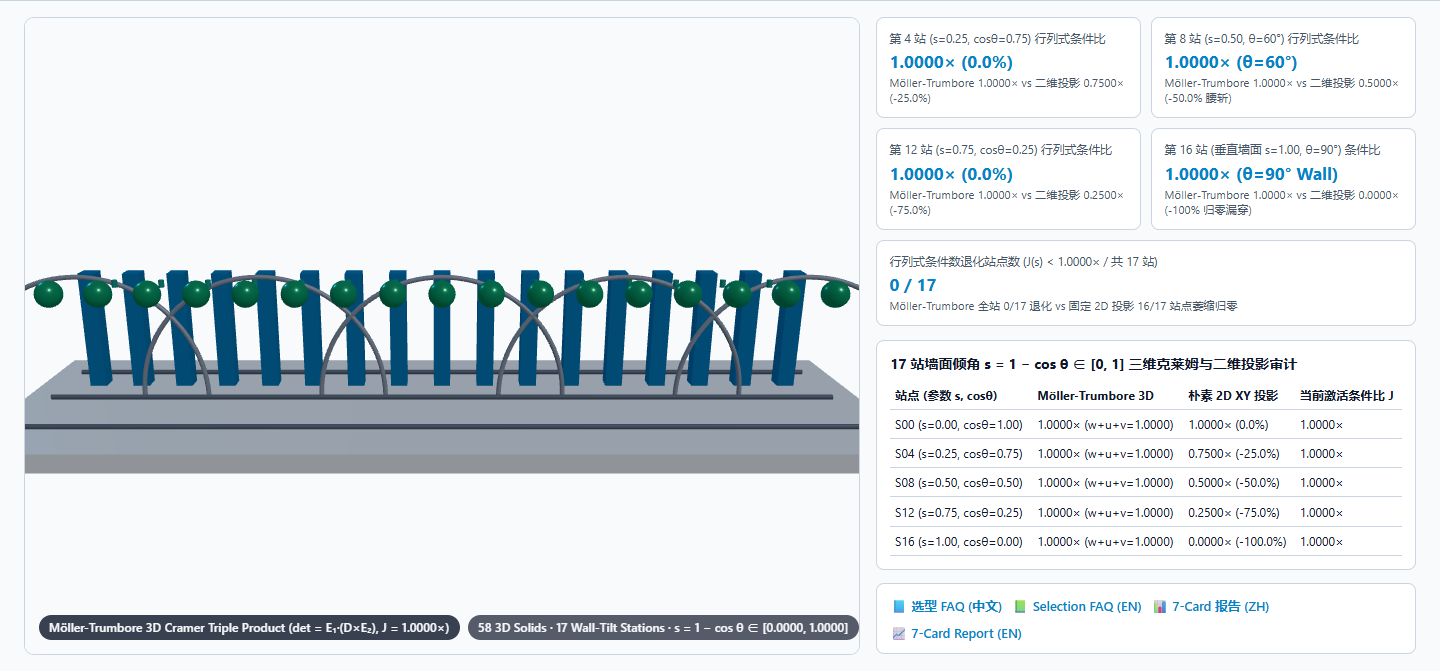 Möller-Trumbore 3D Cramer Triple Product (det = E₁·(D×E₂), J = 1.0000×)
58 3D Solids · 17 Wall-Tilt Stations · s = 1 − cos θ ∈ [0.0000, 1.0000]
第 4 站 (s=0.25, cosθ=0.75) 行列式条件比
1.0000× (0.0%)
Möller-Trumbore 1.0000× vs 二维投影 0.7500×
(-25.0%)
第 8 站 (s=0.50, θ=60°) 行列式条件比
1.0000× (θ=60°)
Möller-Trumbore 1.0000× vs 二维投影 0.5000×
(-50.0% 腰斩)
第 12 站 (s=0.75, cosθ=0.25) 行列式条件比
1.0000× (0.0%)
Möller-Trumbore 1.0000× vs 二维投影 0.2500×
(-75.0%)
第 16 站 (垂直墙面 s=1.00, θ=90°) 条件比
1.0000× (θ=90° Wall)
Möller-Trumbore 1.0000× vs 二维投影 0.0000×
(-100% 归零漏穿)
行列式条件数退化站点数 (J(s) < 1.0000× / 共 17 站)
0 / 17
Möller-Trumbore 全站 0/17 退化 vs 固定 2D 投影 16/17 站点萎缩归零
17 站墙面倾角 s = 1 − cos θ ∈ [0, 1] 三维克莱姆与二维投影审计
站点 (参数 s, cosθ) Möller-Trumbore 3D 朴素 2D XY 投影 当前激活条件比 J
S00 (s=0.00, cosθ=1.00) 1.0000× (w+u+v=1.0000) 1.0000× (0.0%) 1.0000×
S04 (s=0.25, cosθ=0.75) 1.0000× (w+u+v=1.0000) 0.7500× (-25.0%) 1.0000×
S08 (s=0.50, cosθ=0.50) 1.0000× (w+u+v=1.0000) 0.5000× (-50.0%) 1.0000×
S12 (s=0.75, cosθ=0.25) 1.0000× (w+u+v=1.0000) 0.2500× (-75.0%) 1.0000×
S16 (s=1.00, cosθ=0.00) 1.0000× (w+u+v=1.0000) 0.0000× (-100.0%) 1.0000×
📘 选型 FAQ (中文) 📗 Selection FAQ (EN) 📊 7-Card 报告 (ZH)
📈 7-Card Report (EN)